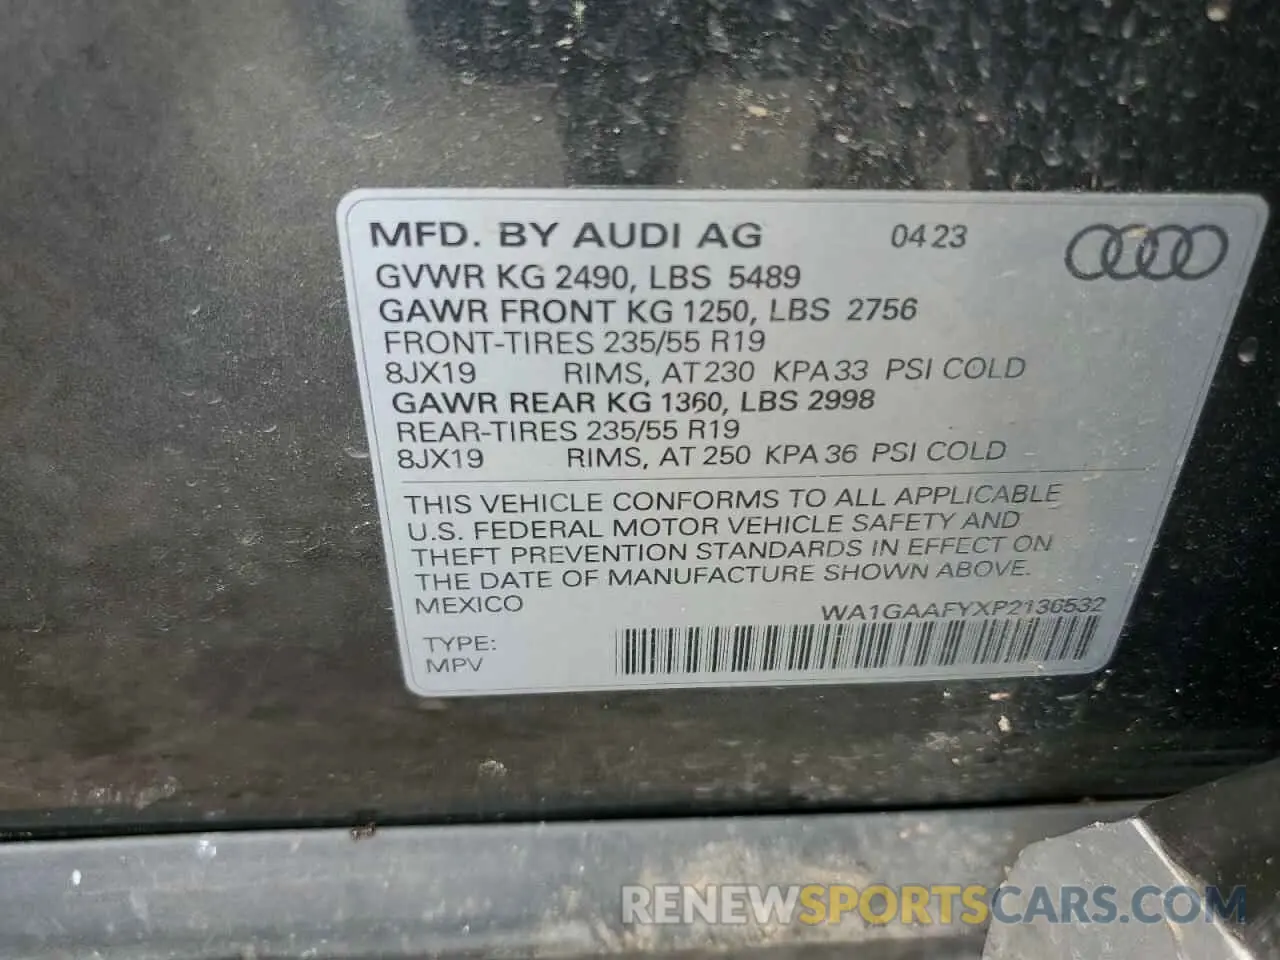 MFD. BY AUDI AG 04 23
GVWR KG 2490, LBS 5489
GAWR FRONT KG 1250, LBS 2756
FRONT-TIRES 235/55 R19
8JX19 RIMS, AT 230 KPA 33 PSI COLD
GAWR REAR KG 1360, LBS 2998
REAR-TIRES 235/55 R19
8JX19 RIMS, AT 250 KPA 36 PSI COLD
THIS VEHICLE CONFORMS TO ALL APPLICABLE
U.S. FEDERAL MOTOR VEHICLE SAFETY AND
THEFT PREVENTION STANDARDS IN EFFECT ON
THE DATE OF MANUFACTURE SHOWN ABOVE.
MEXICO WA1GAAFYXP2136532
TYPE:
MPV
RENEWSPORTSCARS.COM